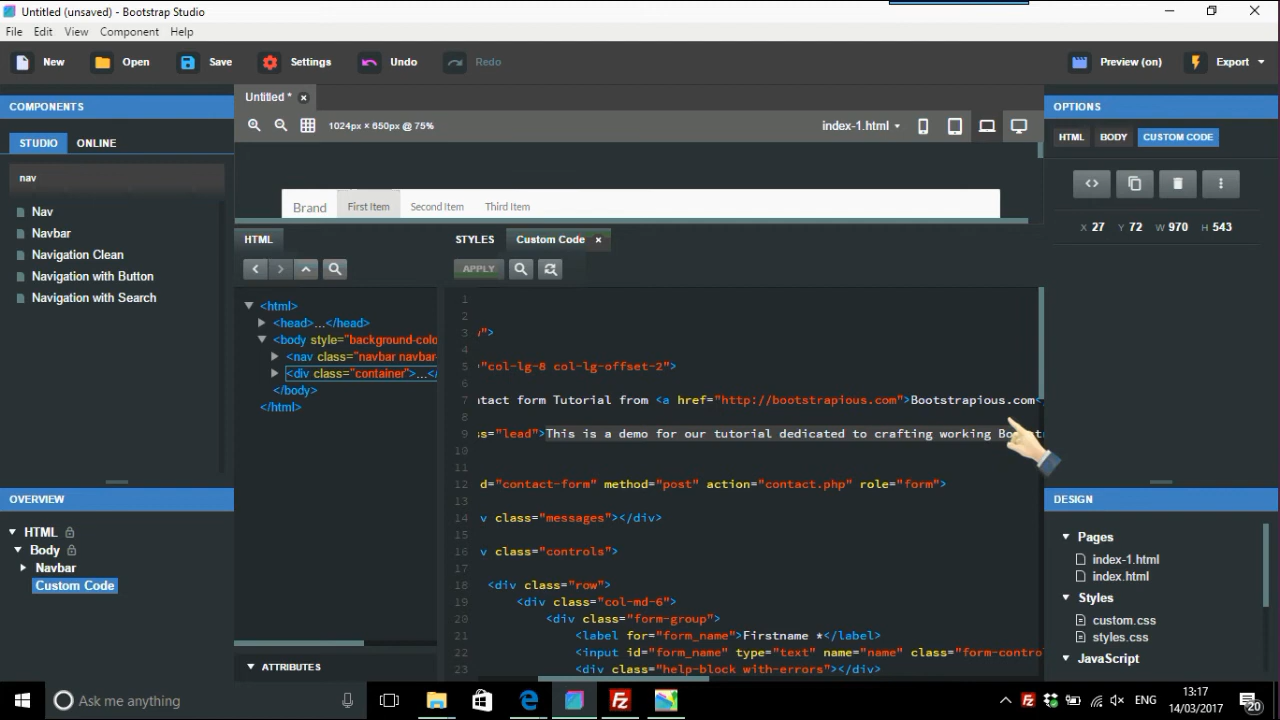 Untitled (unsaved) - Bootstrap Studio
File Edit View Component Help
New Open Save Settings Undo Redo Preview (on) Export
COMPONENTS
STUDIO ONLINE
nav
Nav
Navbar
Navigation Clean
Navigation with Button
Navigation with Search
OVERVIEW
HTML
Body
Navbar
Custom Code
Untitled *
1024px × 650px @ 75%
index-1.html
Brand First Item Second Item Third Item
HTML
<html>
<head>...</head>
<body style="background-colo
<nav class="navbar navbar-
<div class="container">...</
</body>
</html>
ATTRIBUTES
STYLES Custom Code
APPLY
1
2
3 /">
4
5 ="col-lg-8 col-lg-offset-2">
6
7 ntact form Tutorial from <a href="http://bootstrapious.com">Bootstrapious.com<
8
9 ss="lead">This is a demo for our tutorial dedicated to crafting working
10
11
12 d="contact-form" method="post" action="contact.php" role="form">
13
14 v class="messages"></div>
15
16 v class="controls">
17
18 <div class="row">
19 <div class="col-md-6">
20 <div class="form-group">
21 <label for="form_name">Firstname *</label>
22 <input id="form_name" type="text" name="name" class="form-contro
23 <div class="help-block with-errors"></div>
OPTIONS
HTML BODY CUSTOM CODE
X 27 Y 72 W 970 H 543
DESIGN
Pages
index-1.html
index.html
Styles
custom.css
styles.css
JavaScript
Ask me anything
ENG
13:17
14/03/2017
20